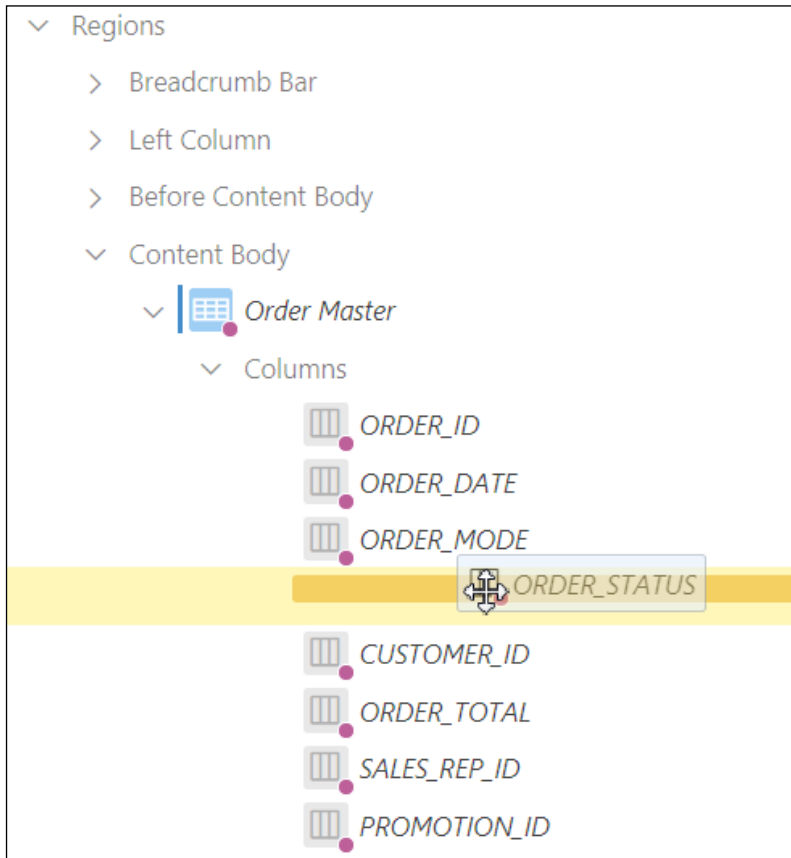 Regions
Breadcrumb Bar
Left Column
Before Content Body
Content Body
Order Master
Columns
ORDER_ID
ORDER_DATE
ORDER_MODE
ORDER_STATUS
CUSTOMER_ID
ORDER_TOTAL
SALES_REP_ID
PROMOTION_ID